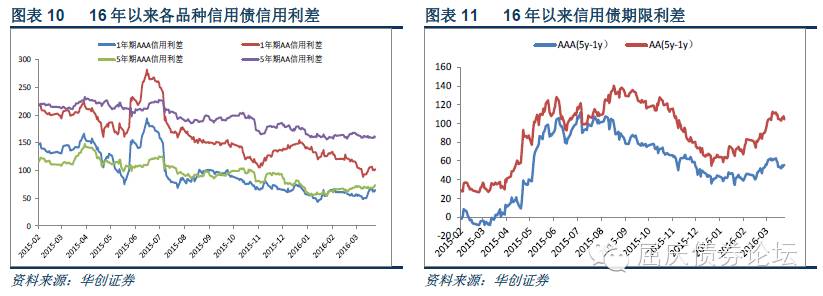 图表 10 16 年以来各品种信用债信用利差
1年期AAA信用利差 1年期AA信用利差
5年期AAA信用利差 5年期AA信用利差
300
250
200
150
100
50
0
2015-02 2015-03 2015-04 2015-05 2015-06 2015-07 2015-08 2015-09 2015-10 2015-11 2015-12 2016-01 2016-02 2016-03
资料来源：华创证券
图表 11 16 年以来信用债期限利差
AAA(5y-1y） AA(5y-1y）
160
140
120
100
80
60
40
20
0
-20
2015-02 2015-03 2015-04 2015-05 2015-06 2015-07 2015-08 2015-09 2015-10 2015-11 2015-12 2016-01 2016-02 2016-03
屈庆债券论坛
资料来源：华创证券